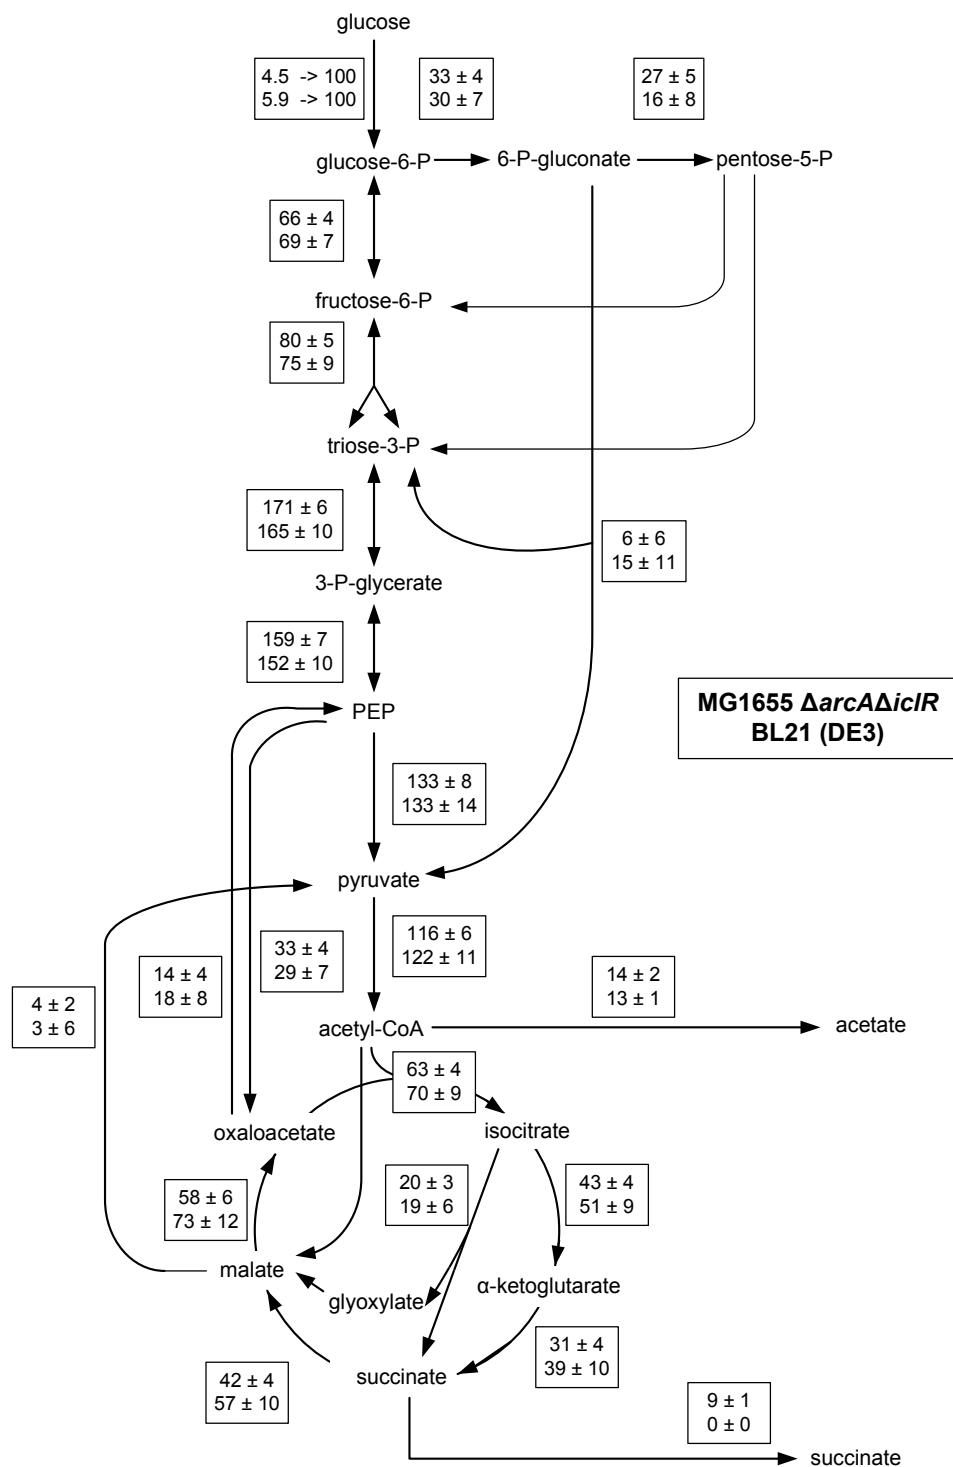 glucose
4.5 -> 100
5.9 -> 100
33 ± 4
30 ± 7
27 ± 5
16 ± 8
glucose-6-P
6-P-gluconate
pentose-5-P
66 ± 4
69 ± 7
fructose-6-P
80 ± 5
75 ± 9
triose-3-P
171 ± 6
165 ± 10
6 ± 6
15 ± 11
3-P-glycerate
159 ± 7
152 ± 10
MG1655 ΔarcAΔiclR
BL21 (DE3)
PEP
133 ± 8
133 ± 14
pyruvate
116 ± 6
122 ± 11
33 ± 4
29 ± 7
14 ± 4
18 ± 8
4 ± 2
3 ± 6
14 ± 2
13 ± 1
acetyl-CoA
acetate
63 ± 4
70 ± 9
oxaloacetate
isocitrate
58 ± 6
73 ± 12
20 ± 3
19 ± 6
43 ± 4
51 ± 9
malate
glyoxylate
α-ketoglutarate
31 ± 4
39 ± 10
succinate
42 ± 4
57 ± 10
9 ± 1
0 ± 0
succinate